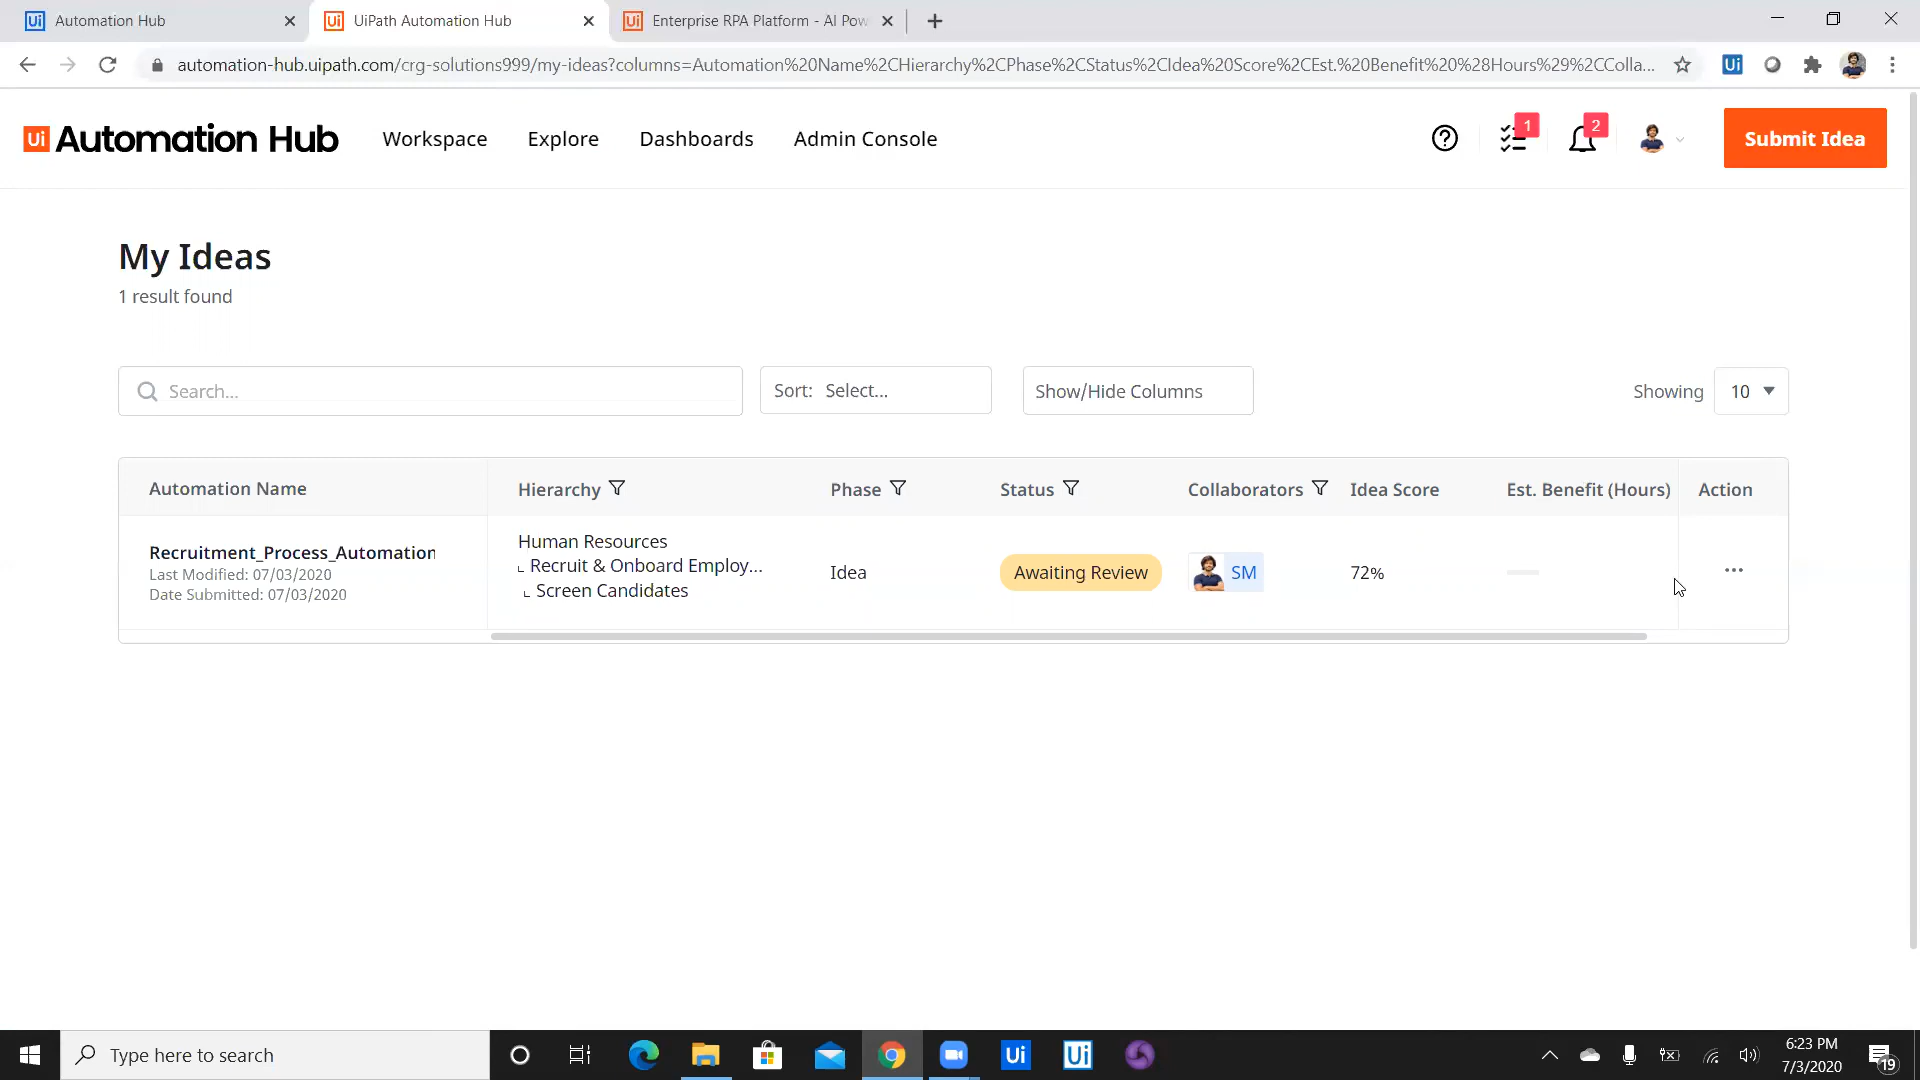 Automation Hub
UiPath Automation Hub
Enterprise RPA Platform - AI Pow
automation-hub.uipath.com/crg-solutions999/my-ideas?columns=Automation%20Name%2CHierarchy%2CPhase%2CStatus%2CIdea%20Score%2CEst.%20Benefit%20%28Hours%29%2CColla...
Ui
Ui Automation Hub
Workspace
Explore
Dashboards
Admin Console
1
2
Submit Idea
My Ideas
1 result found
Search...
Sort: Select...
Show/Hide Columns
Showing 10
Automation Name
Hierarchy
Phase
Status
Collaborators
Idea Score
Est. Benefit (Hours)
Action
Recruitment_Process_Automation
Last Modified: 07/03/2020
Date Submitted: 07/03/2020
Human Resources
Recruit & Onboard Employ...
Screen Candidates
Idea
Awaiting Review
SM
72%
Type here to search
Ui
Ui
6:23 PM
7/3/2020
19